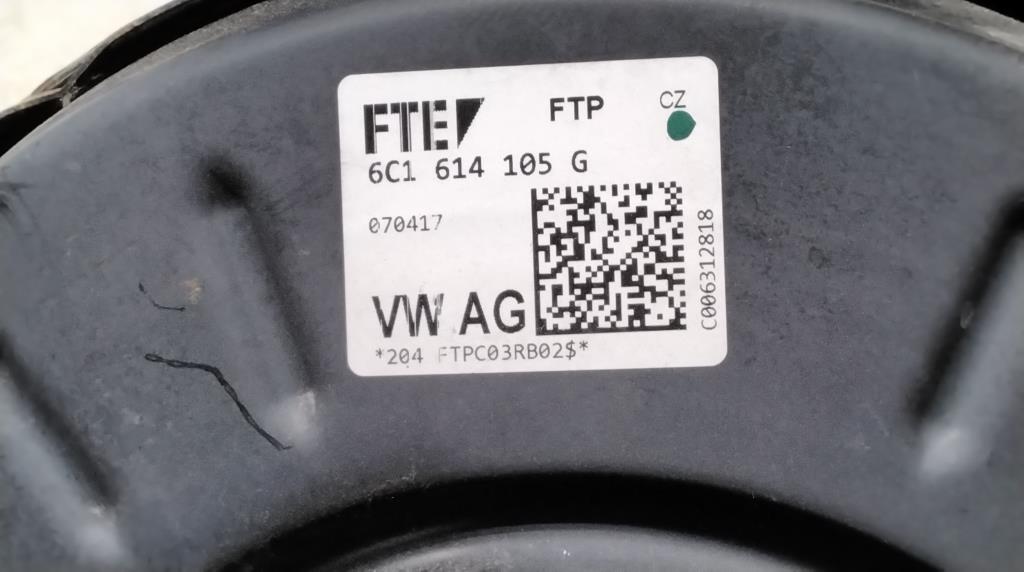 FTE FTP CZ
6C1 614 105 G
070417
C006312818
VW AG
*204 FTPC03RB02$*